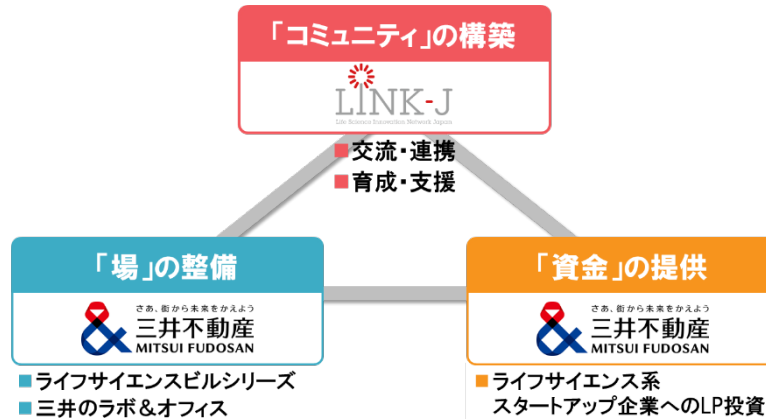 「コミュニティ」の構築
LINK-J
Life Science Innovation Network Japan
■交流・連携
■育成・支援
「場」の整備
さあ、街から未来をかえよう
三井不動産
MITSUI FUDOSAN
■ライフサイエンスビルシリーズ
■三井のラボ&オフィス
「資金」の提供
さあ、街から未来をかえよう
三井不動産
MITSUI FUDOSAN
■ライフサイエンス系
スタートアップ企業へのLP投資